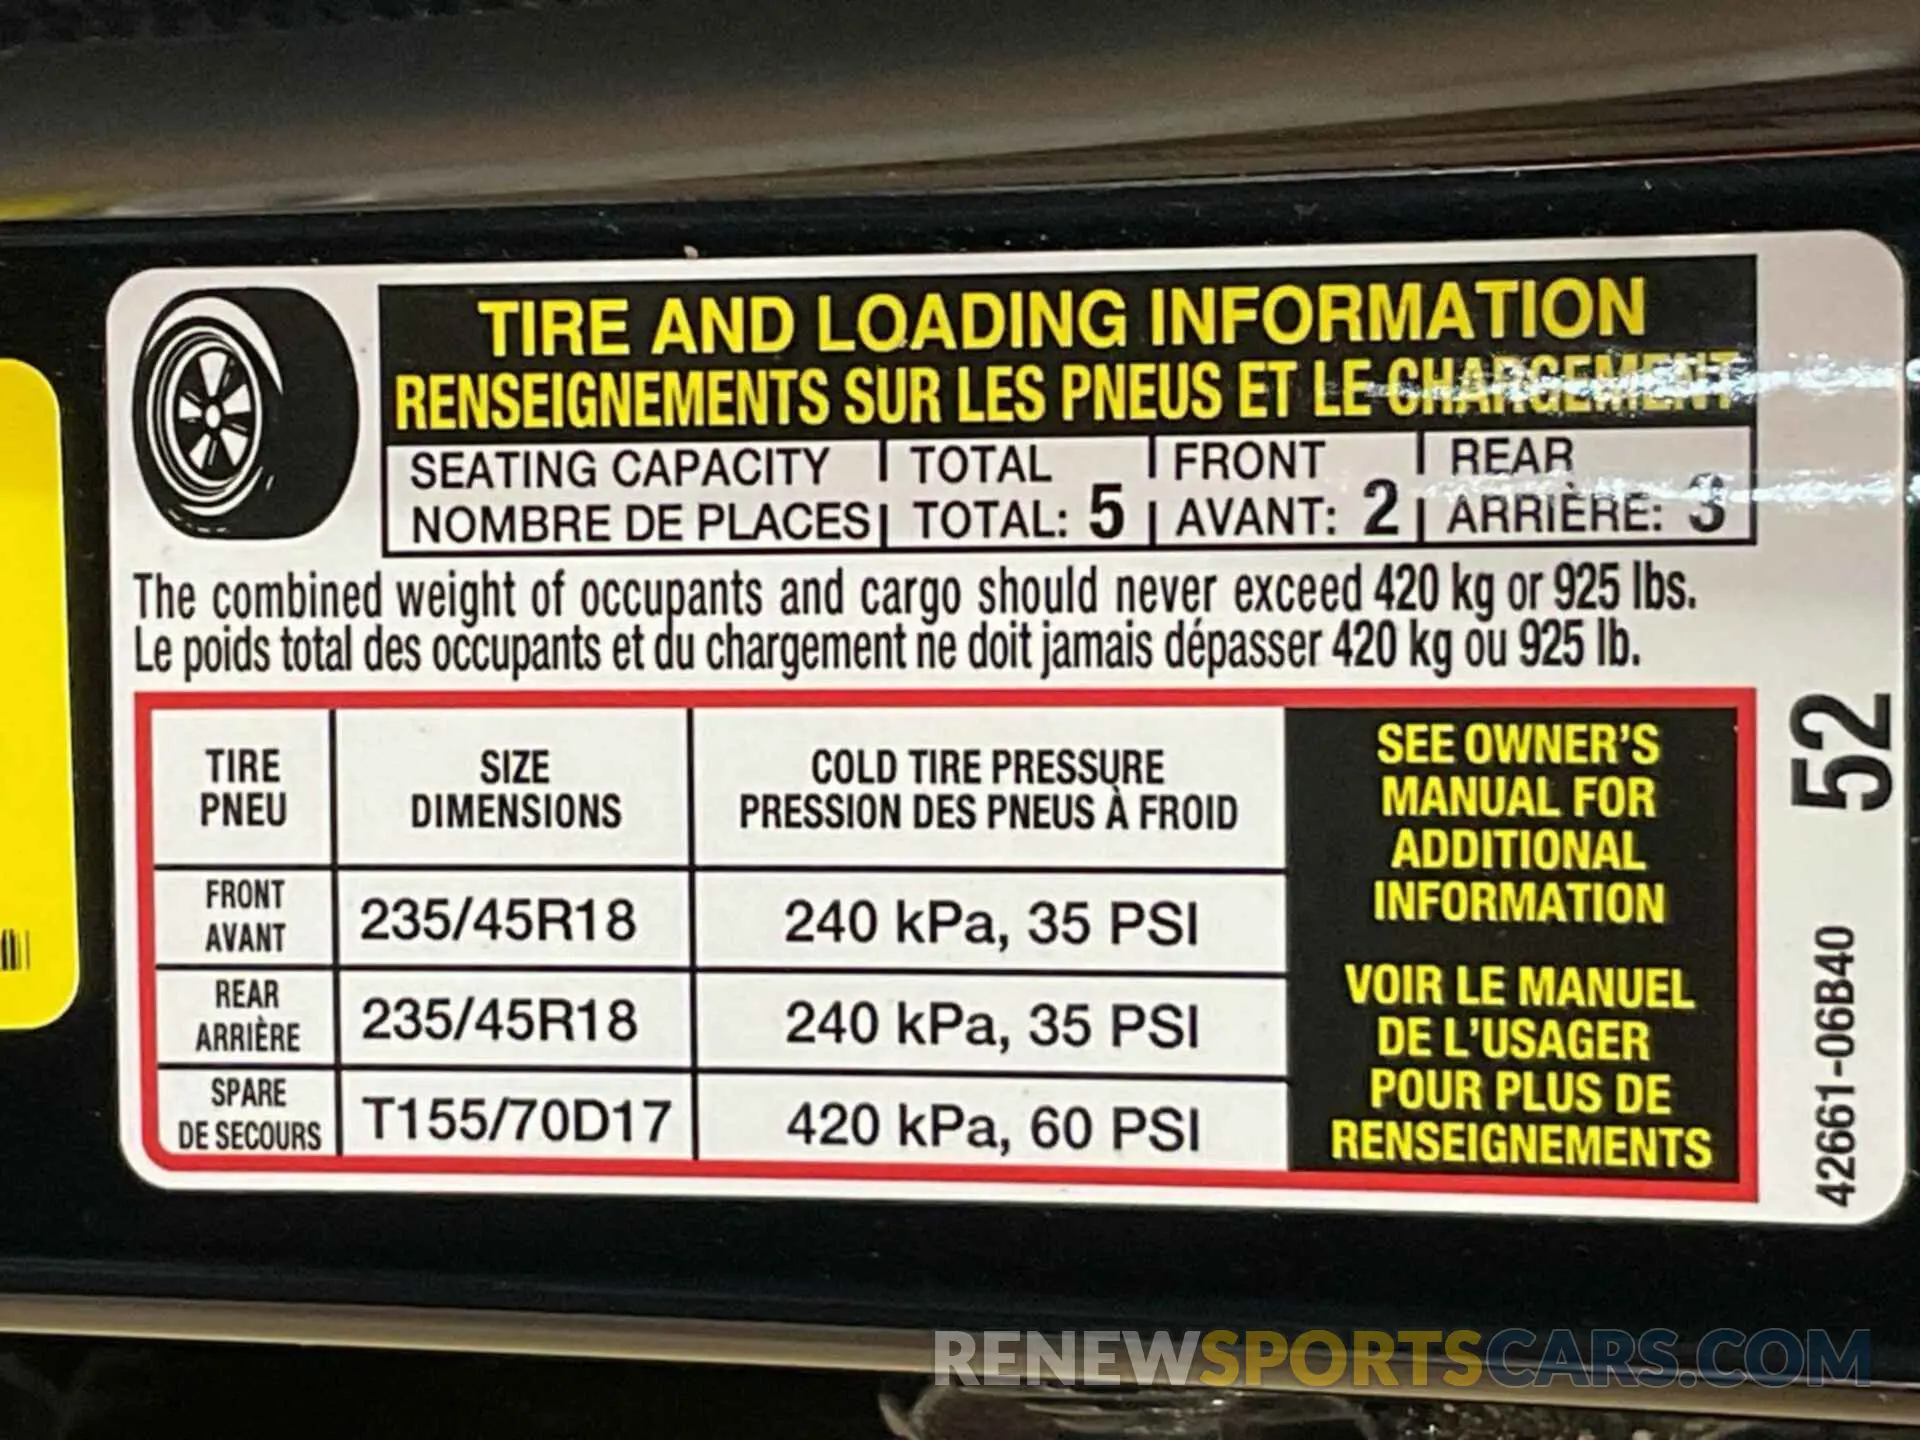 TIRE AND LOADING INFORMATION
RENSEIGNEMENTS SUR LES PNEUS ET LE CHARGEMENT
SEATING CAPACITY | TOTAL | FRONT | REAR
NOMBRE DE PLACES | TOTAL: 5 | AVANT: 2 | ARRIÈRE: 3
The combined weight of occupants and cargo should never exceed 420 kg or 925 lbs.
Le poids total des occupants et du chargement ne doit jamais dépasser 420 kg ou 925 lb.
TIRE
PNEU
SIZE
DIMENSIONS
COLD TIRE PRESSURE
PRESSION DES PNEUS À FROID
FRONT
AVANT
235/45R18
240 kPa, 35 PSI
REAR
ARRIÈRE
235/45R18
240 kPa, 35 PSI
SPARE
DE SECOURS
T155/70D17
420 kPa, 60 PSI
SEE OWNER'S
MANUAL FOR
ADDITIONAL
INFORMATION
VOIR LE MANUEL
DE L'USAGER
POUR PLUS DE
RENSEIGNEMENTS
52
42661-06B40
RENEWSPORTSCARS.COM